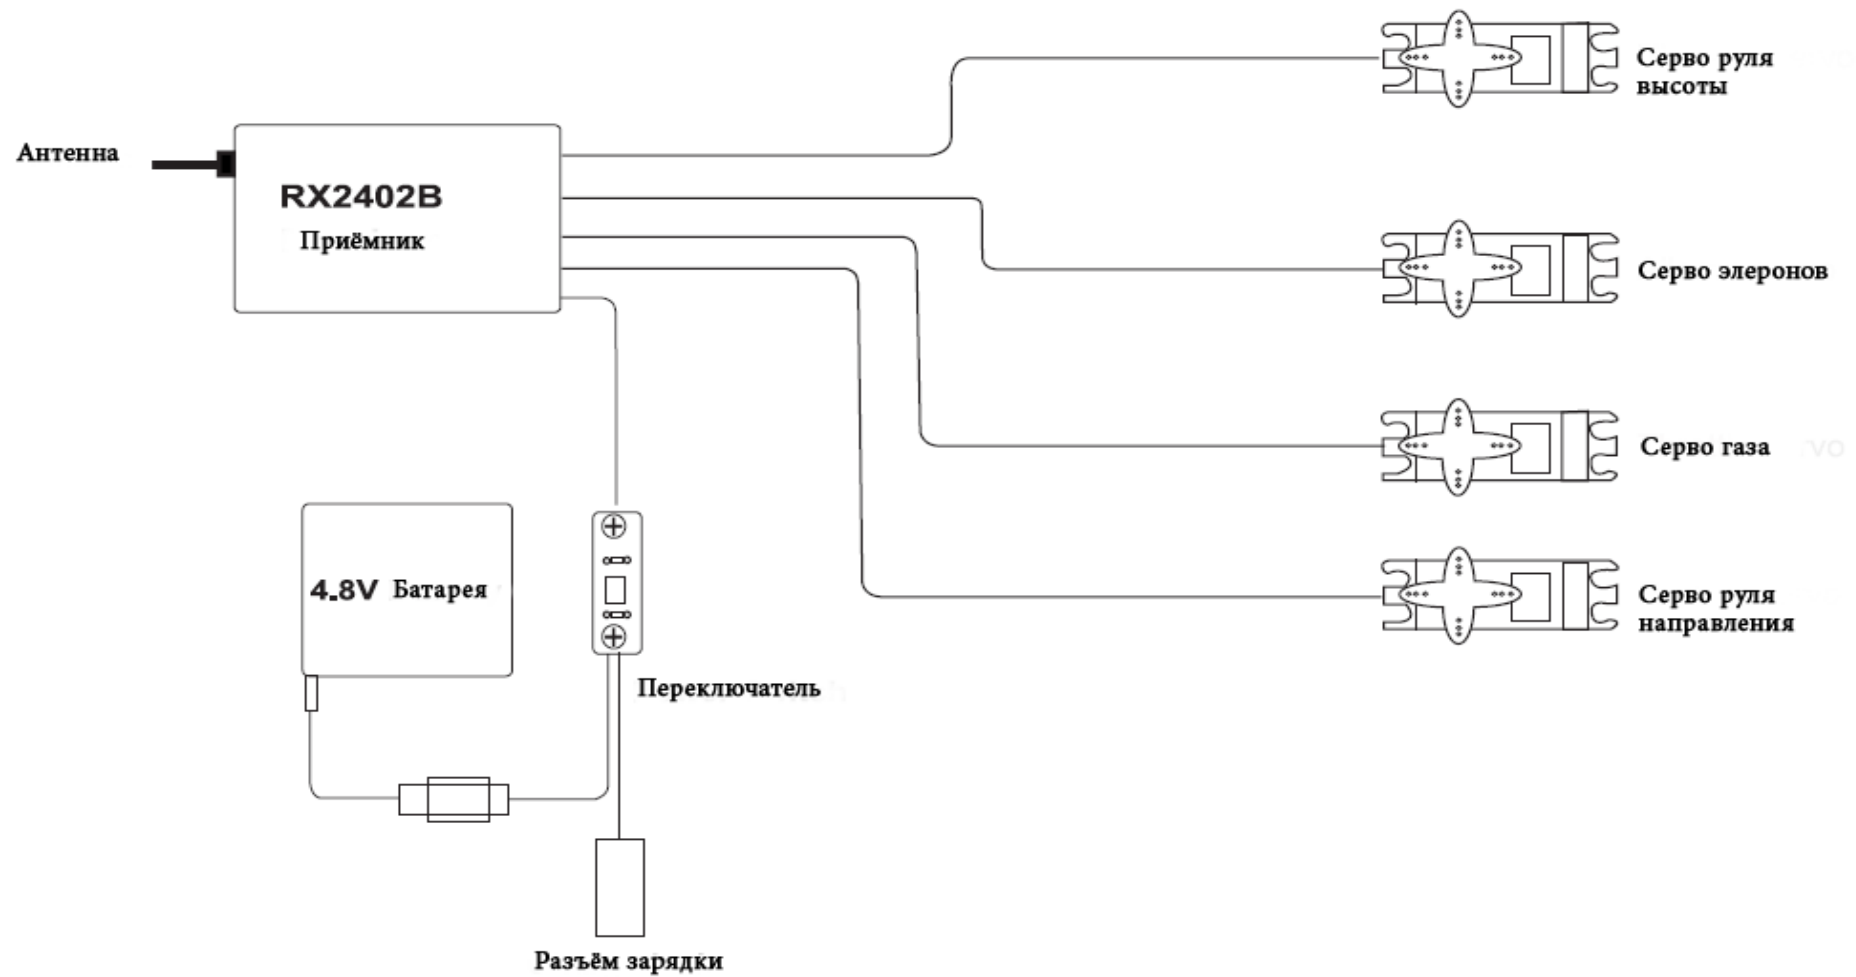 Серво руля
высоты
Антенна
RX2402B
Приёмник
Серво элеронов
Серво газа
vo
4.8V Батарея
Серво руля
направления
Переключатель
Разъём зарядки